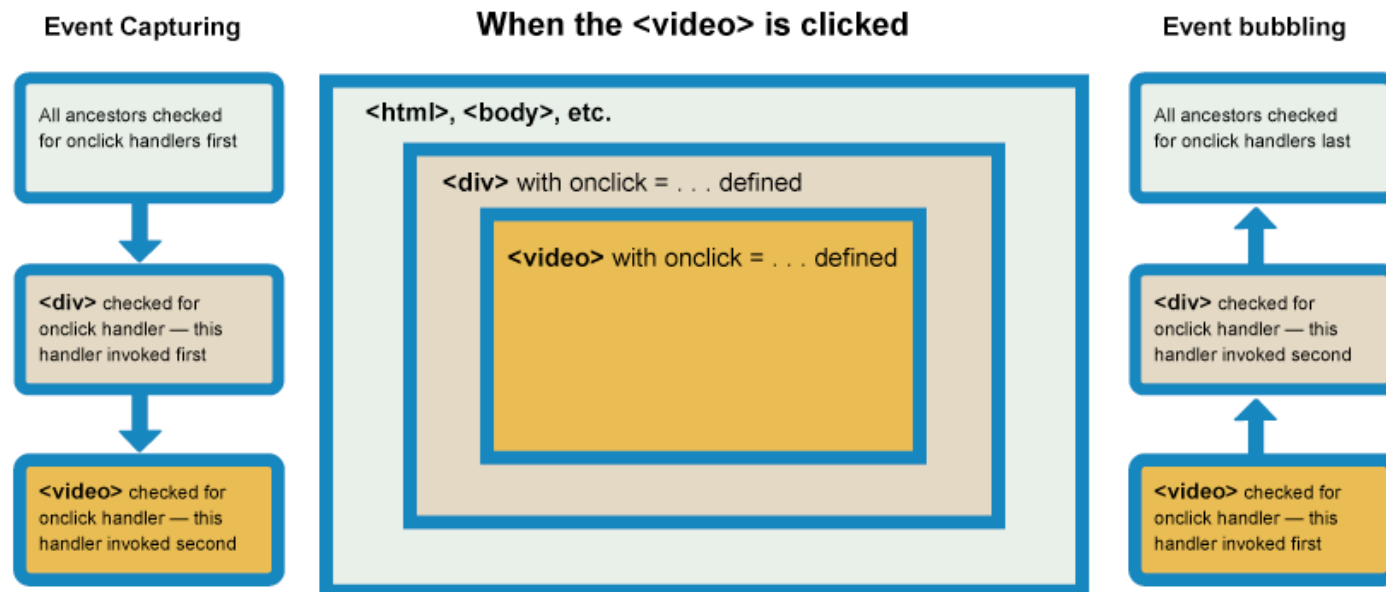 Event Capturing
All ancestors checked
for onclick handlers first
<div> checked for
onclick handler — this
handler invoked first
<video> checked for
onclick handler — this
handler invoked second
When the <video> is clicked
<html>, <body>, etc.
<div> with onclick = . . . defined
<video> with onclick = . . . defined
Event bubbling
All ancestors checked
for onclick handlers last
<div> checked for
onclick handler — this
handler invoked second
<video> checked for
onclick handler — this
handler invoked first